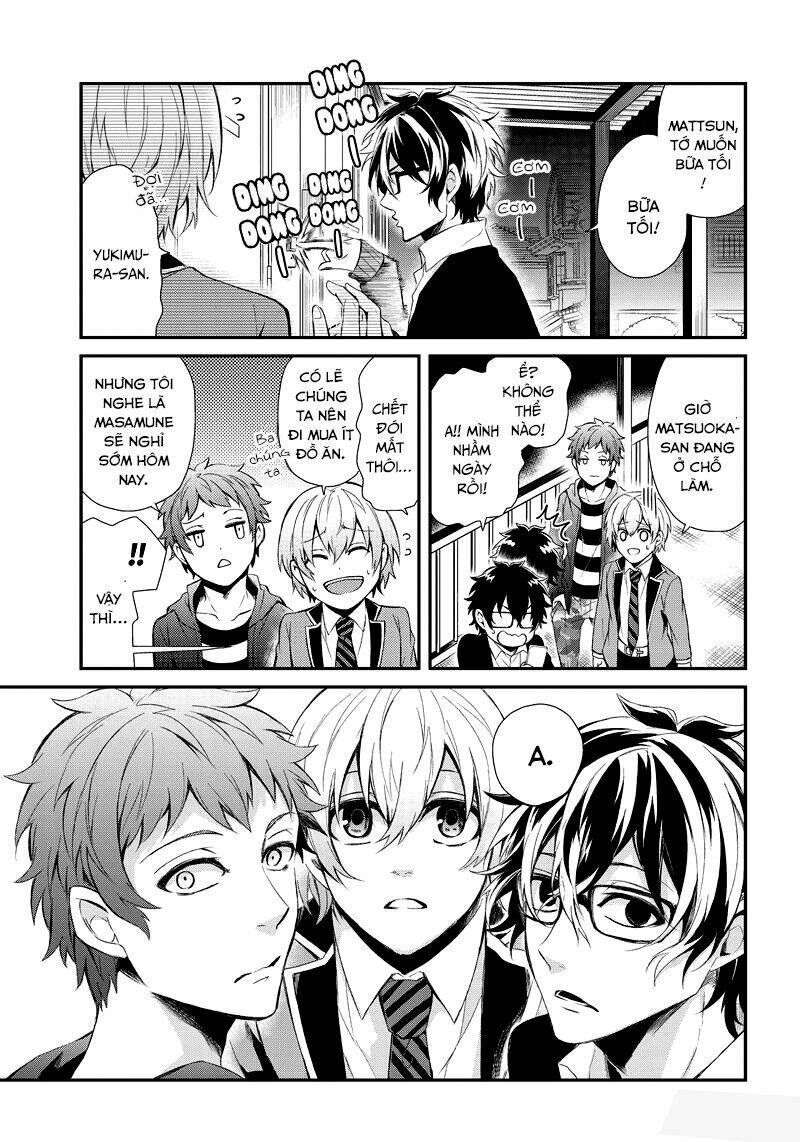 MATTSUN,
TỚ MUỐN
BỮA TỐI
!
BỮA
TỐI!
Cơm
Cơm
DING
DONG
DING
DONG
DING
DONG
Đợi
đã...
YUKIMU-
RA-SAN.
GIỜ
MATSUOKA-
SAN ĐANG
Ở CHỖ
LÀM.
Ể?
KHÔNG
THỂ
NÀO!
A!! MÌNH
NHẦM
NGÀY
RỒI!
CHẾT
ĐÓI
MẤT
THÔI...
CÓ LẼ
CHÚNG
TA NÊN
ĐI MUA ÍT
ĐỒ ĂN.
Ba
chúng
ta
NHƯNG TÔI
NGHE LÀ
MASAMUNE
SẼ NGHỈ
SỚM HÔM
NAY.
!!
VẬY
THÌ...
A.